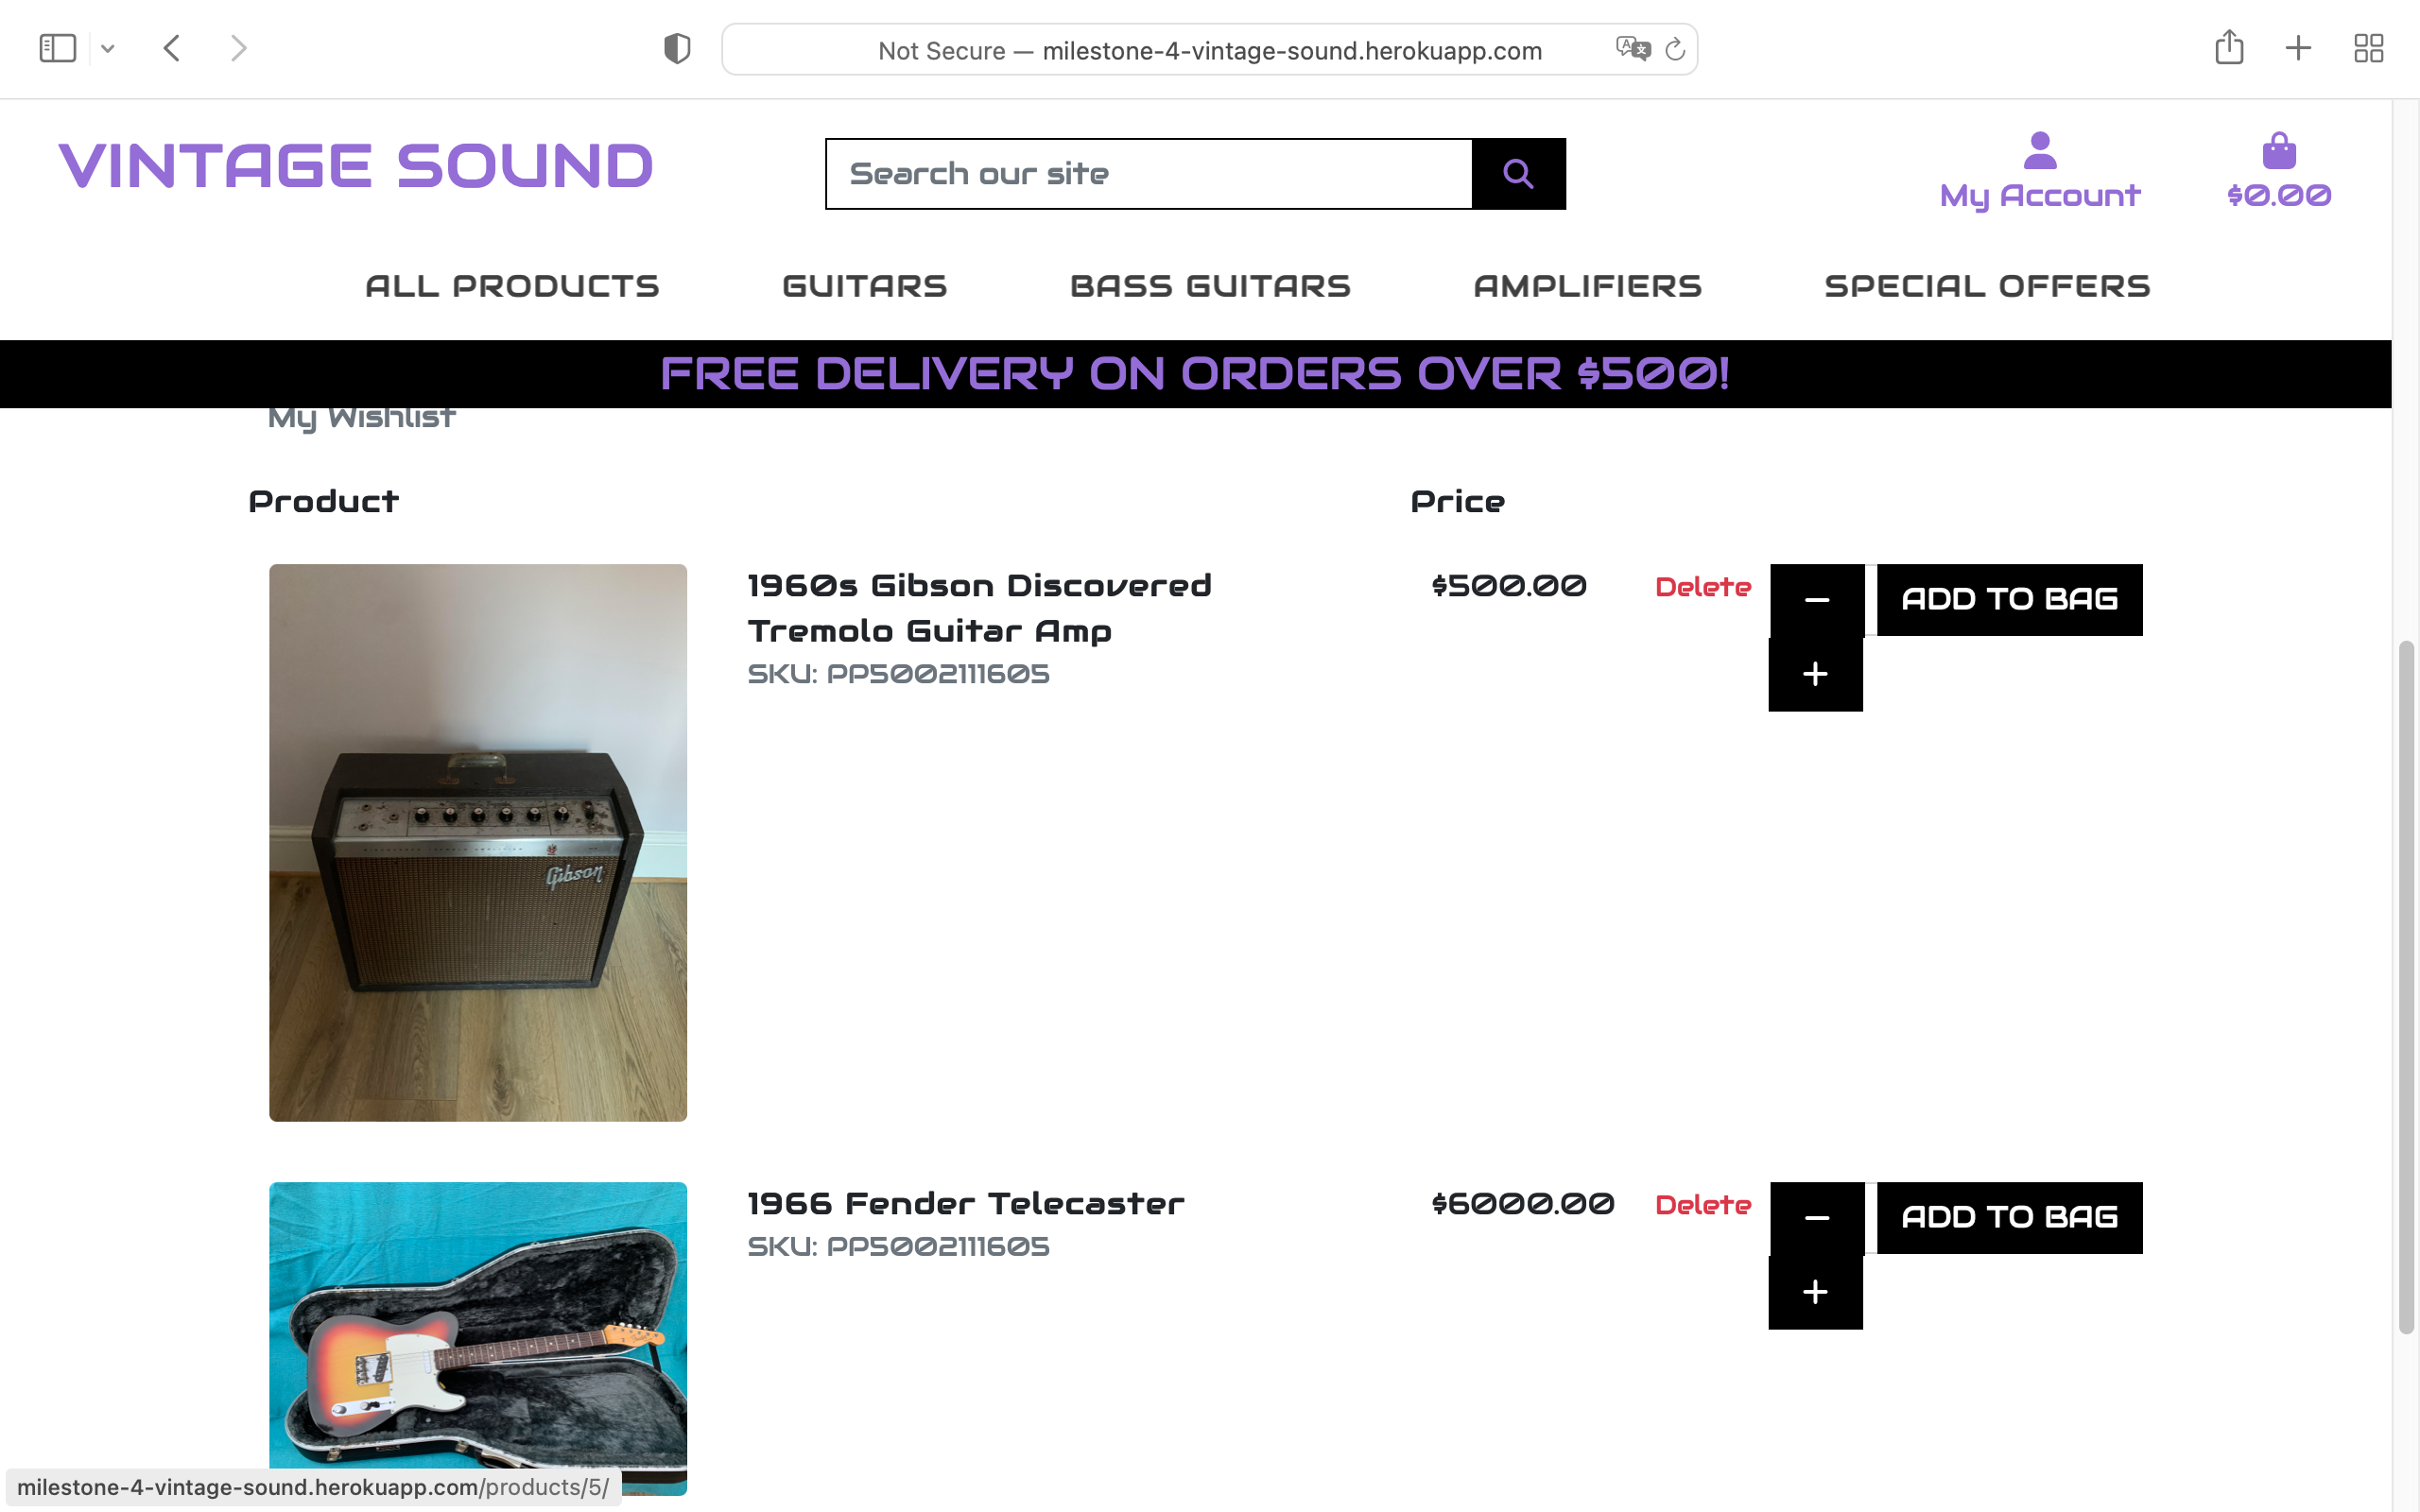 Not Secure — milestone-4-vintage-sound.herokuapp.com
VINTAGE SOUND
Search our site
My Account
$0.00
ALL PRODUCTS GUITARS BASS GUITARS AMPLIFIERS SPECIAL OFFERS
FREE DELIVERY ON ORDERS OVER $500!
My Wishlist
Product Price
1960s Gibson Discovered
Tremolo Guitar Amp
SKU: PP5002111605
$500.00 Delete − ADD TO BAG
+
Gibson
1966 Fender Telecaster
SKU: PP5002111605
$6000.00 Delete − ADD TO BAG
+
milestone-4-vintage-sound.herokuapp.com/products/5/